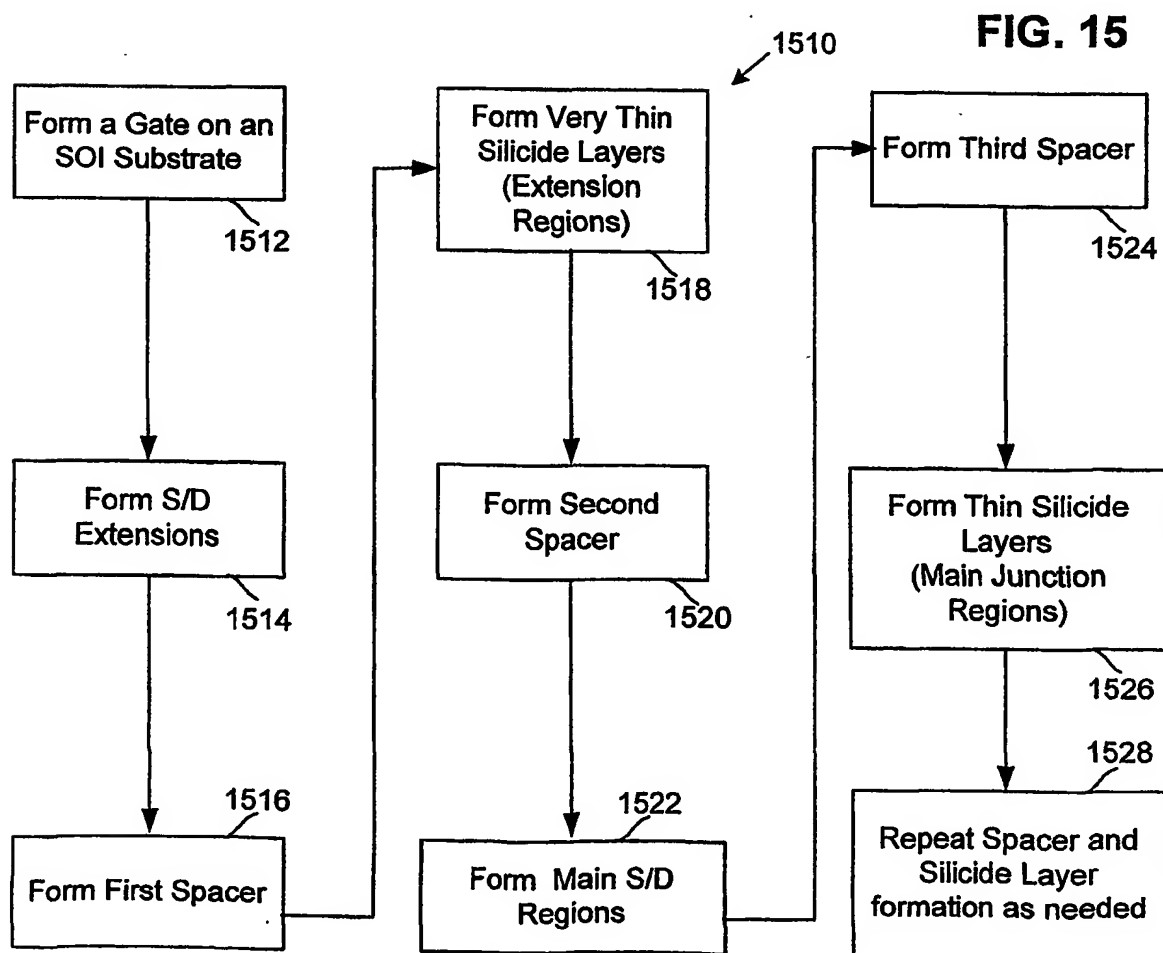 FIG. 15
1510
Form a Gate on an
SOI Substrate
1512
Form S/D
Extensions
1514
1516
Form First Spacer
Form Very Thin
Silicide Layers
(Extension
Regions)
1518
Form Second
Spacer
1520
1522
Form Main S/D
Regions
Form Third Spacer
1524
Form Thin Silicide
Layers
(Main Junction
Regions)
1526
1528
Repeat Spacer and
Silicide Layer
formation as needed